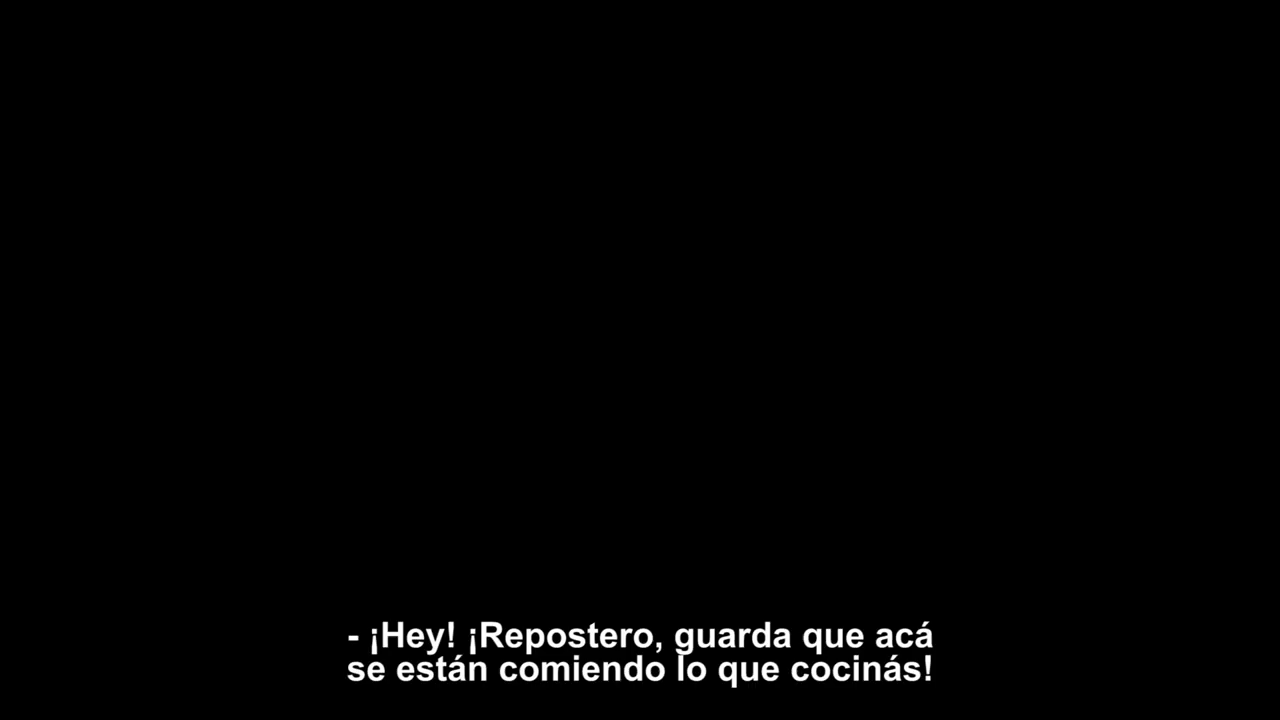 - ¡Hey! ¡Repostero, guarda que acá
se están comiendo lo que cocinás!